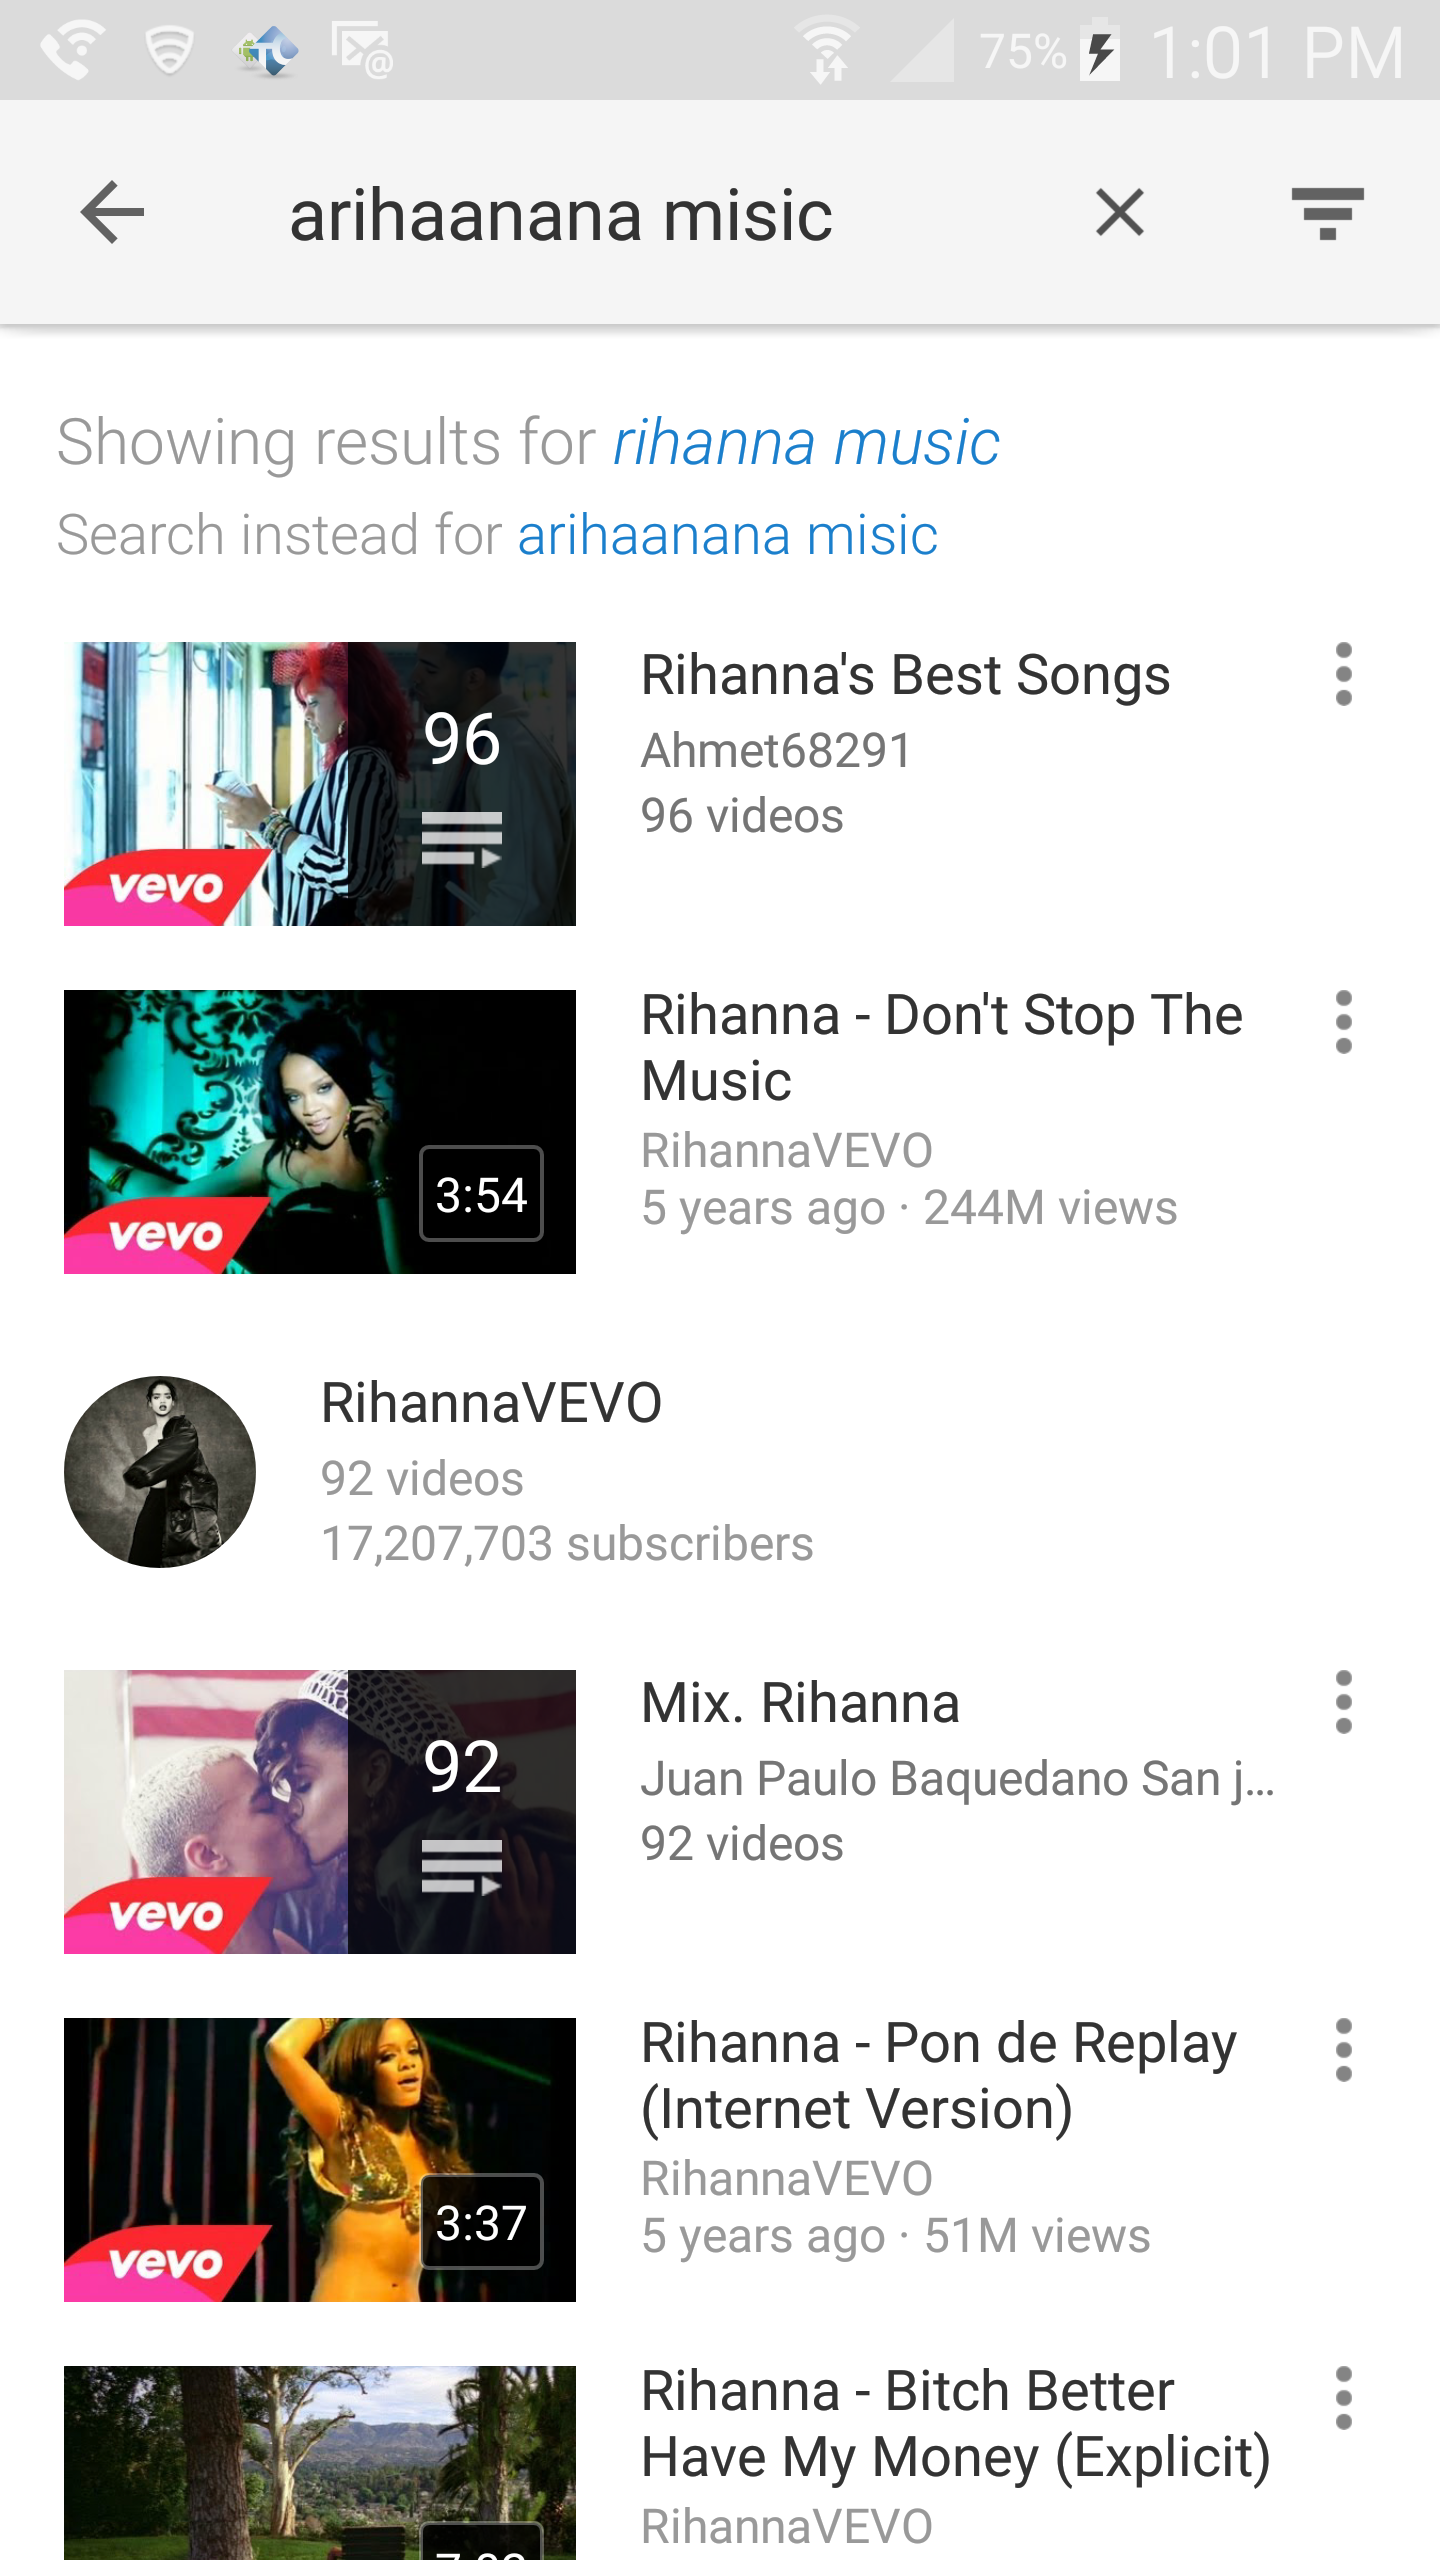 75% 1:01 PM
arihaanana misic
Showing results for rihanna music
Search instead for arihaanana misic
96
vevo
Rihanna's Best Songs
Ahmet68291
96 videos
3:54
vevo
Rihanna - Don't Stop The
Music
RihannaVEVO
5 years ago · 244M views
RihannaVEVO
92 videos
17,207,703 subscribers
92
vevo
Mix. Rihanna
Juan Paulo Baquedano San j...
92 videos
3:37
vevo
Rihanna - Pon de Replay
(Internet Version)
RihannaVEVO
5 years ago · 51M views
Rihanna - Bitch Better
Have My Money (Explicit)
RihannaVEVO